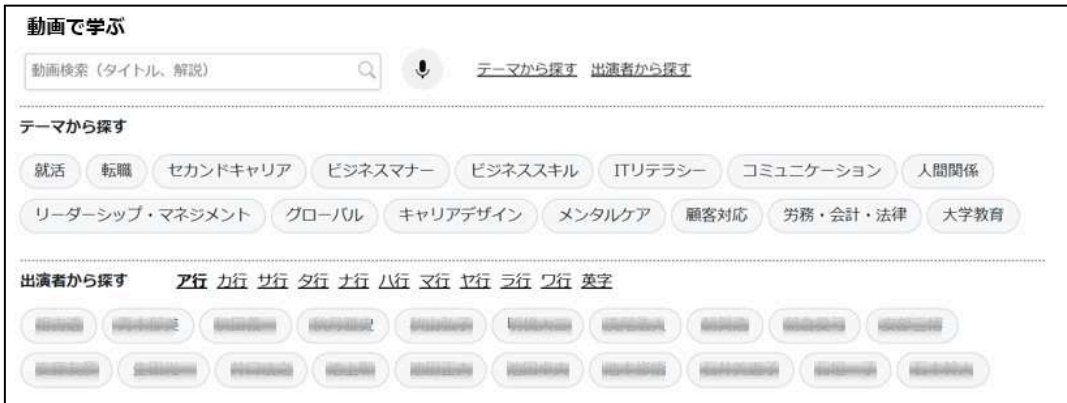 動画で学ぶ
動画検索（タイトル、解説） テーマから探す 出演者から探す
テーマから探す
就活 転職 セカンドキャリア ビジネスマナー ビジネススキル ITリテラシー コミュニケーション 人間関係
リーダーシップ・マネジメント グローバル キャリアデザイン メンタルケア 顧客対応 労務・会計・法律 大学教育
出演者から探す ア行 カ行 サ行 タ行 ナ行 ハ行 マ行 ヤ行 ラ行 ワ行 英字